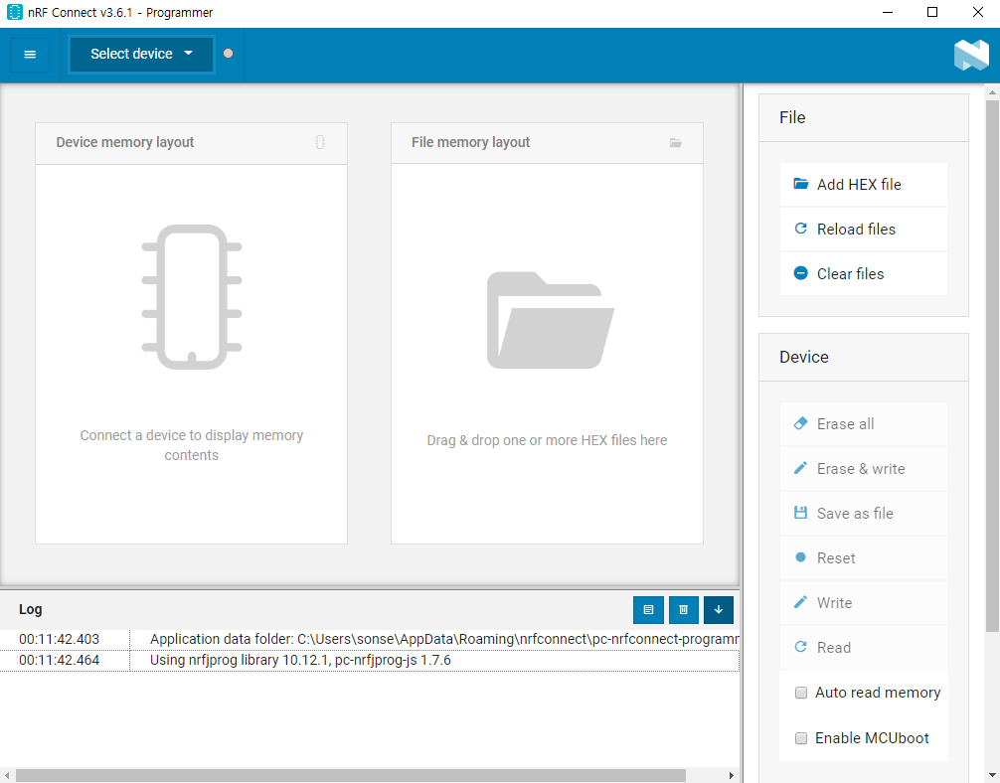 nRF Connect v3.6.1 - Programmer
Select device
Device memory layout
Connect a device to display memory
contents
File memory layout
Drag & drop one or more HEX files here
File
Add HEX file
Reload files
Clear files
Device
Erase all
Erase & write
Save as file
Reset
Write
Read
Auto read memory
Enable MCUboot
Log
00:11:42.403 Application data folder: C:\Users\sonse\AppData\Roaming\nrfconnect\pc-nrfconnect-programm
00:11:42.464 Using nrfjprog library 10.12.1, pc-nrfjprog-js 1.7.6